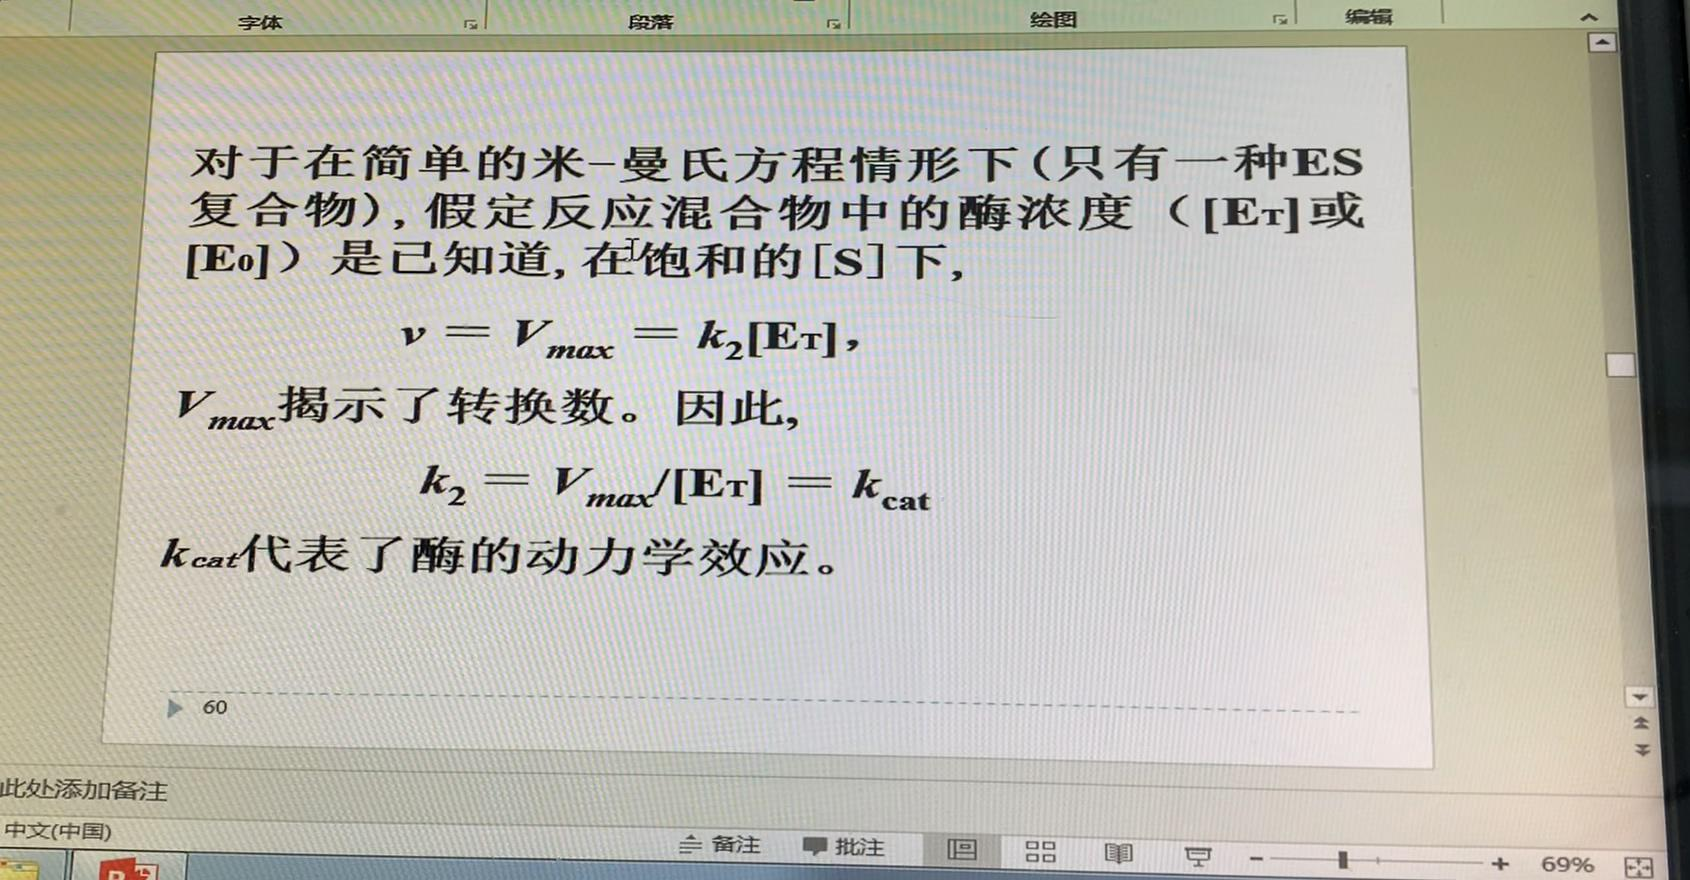 字体 段落 绘图 编辑
对于在简单的米-曼氏方程情形下(只有一种ES
复合物),假定反应混合物中的酶浓度（[ET]或
[E0]）是已知道,在饱和的[S]下,
v = Vmax = k2[ET],
Vmax揭示了转换数。因此,
k2 = Vmax/[ET] = kcat
kcat代表了酶的动力学效应。
60
此处添加备注
中文(中国)
备注 批注 69%